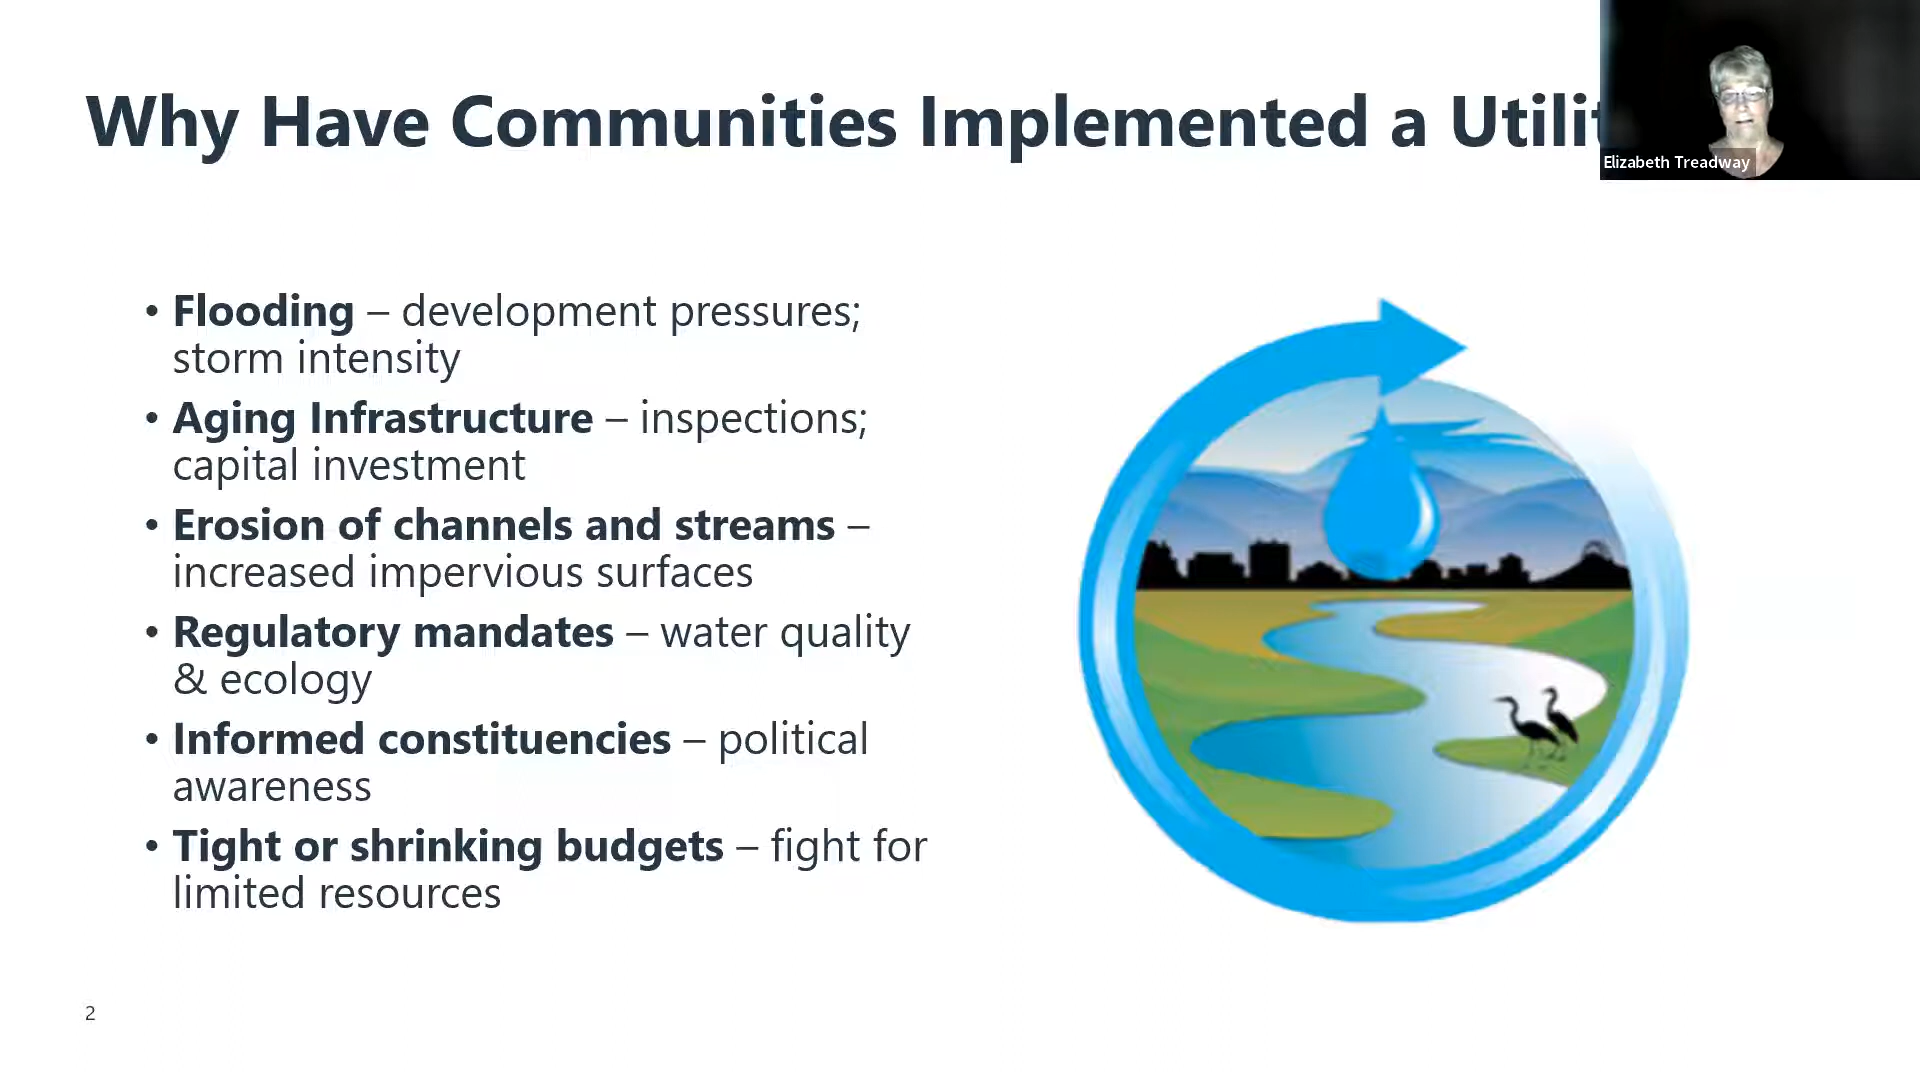 Why Have Communities Implemented a Utilit
Elizabeth Treadway
• Flooding – development pressures;
storm intensity
• Aging Infrastructure – inspections;
capital investment
• Erosion of channels and streams –
increased impervious surfaces
• Regulatory mandates – water quality
& ecology
• Informed constituencies – political
awareness
• Tight or shrinking budgets – fight for
limited resources
2